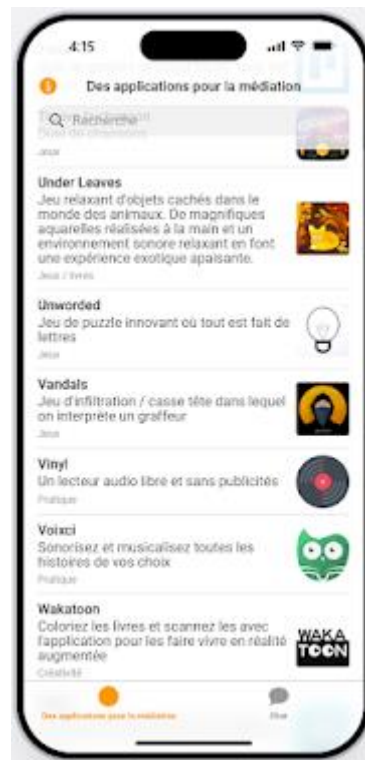 4:15
Des applications pour la médiation
Recherche
Jeux
Under Leaves
Jeu relaxant d'objets cachés dans le
monde des animaux. De magnifiques
aquarelles réalisées à la main et un
environnement sonore relaxant en font
une expérience exotique apaisante.
Jeux / livres
Unworded
Jeu de puzzle innovant où tout est fait de
lettres
Jeux
Vandals
Jeu d'infiltration / casse tête dans lequel
on interprète un graffeur
Jeux
Vinyl
Un lecteur audio libre et sans publicités
Pratique
Voixci
Sonorisez et musicalisez toutes les
histoires de vos choix
Pratique
Wakatoon
Coloriez les livres et scannez les avec
l'application pour les faire vivre en réalité
augmentée
WAKA
TOON
Créativité
Des applications pour la médiation